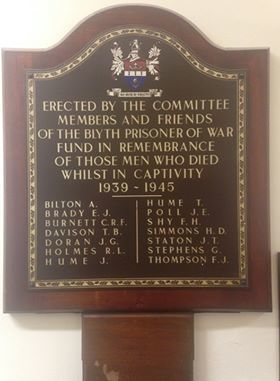 ERECTED BY THE COMMITTEE
MEMBERS AND FRIENDS
OF THE BLYTH PRISONER OF WAR
FUND IN REMEMBRANCE
OF THOSE MEN WHO DIED
WHILST IN CAPTIVITY
1939 - 1945
BILTON A.
BRADY E.J.
BURNETT C.R.F.
DAVISON T.B.
DORAN J.G.
HOLMES R.L.
HUME J.
HUME T.
POLL J.E.
SHY F.H.
SIMMONS H.D.
STATON J.T.
STEPHENS G.
THOMPSON F.J.